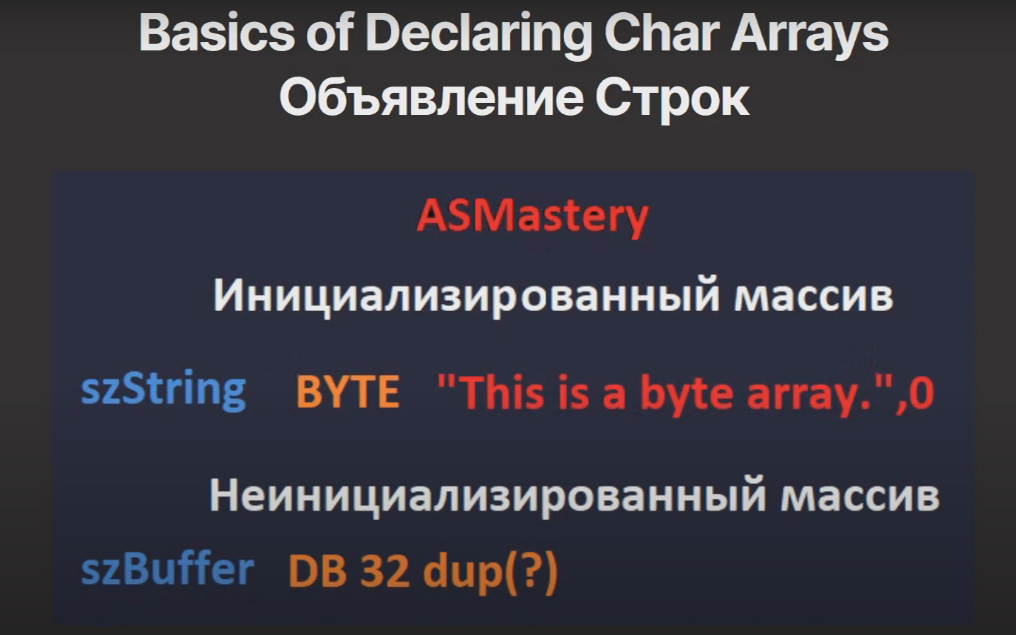 Basics of Declaring Char Arrays
Объявление Строк
ASMastery
Инициализированный массив
szString BYTE "This is a byte array.",0
Неинициализированный массив
szBuffer DB 32 dup(?)